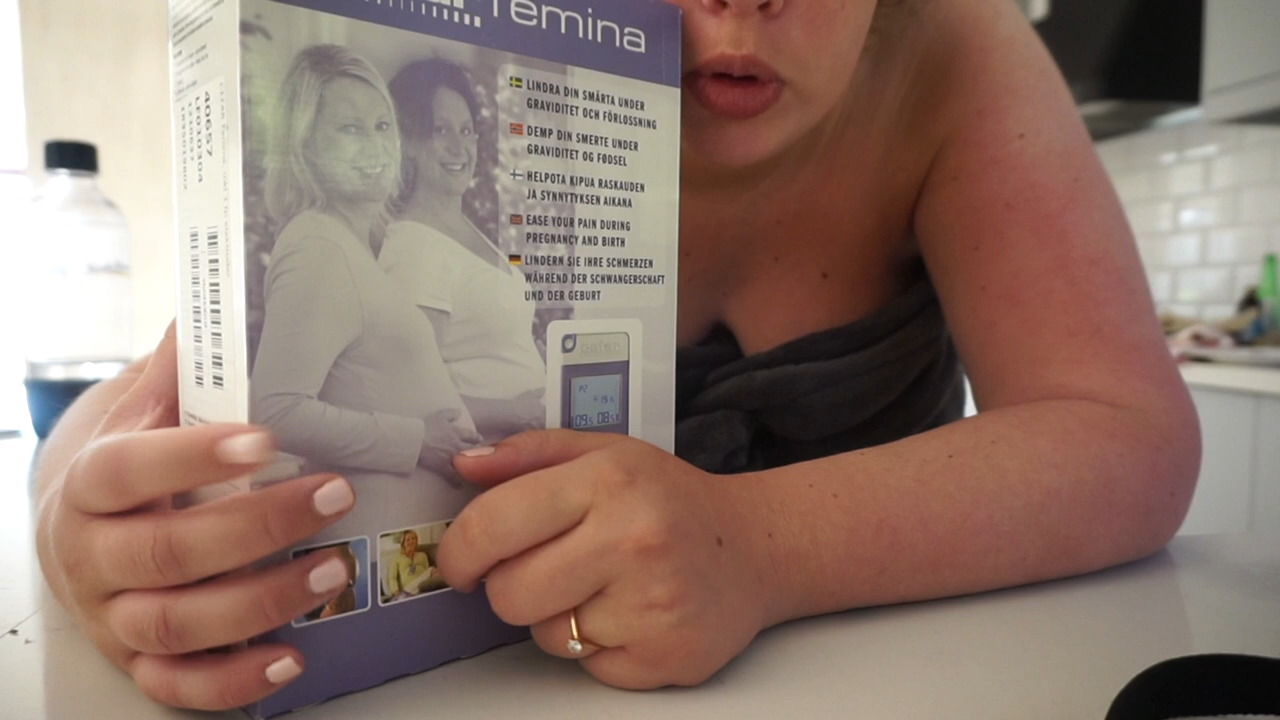 femina
LINDRA DIN SMÄRTA UNDER
GRAVIDITET OCH FÖRLOSSNING
DEMP DIN SMERTE UNDER
GRAVIDITET OG FØDSEL
HELPOTA KIPUA RASKAUDEN
JA SYNNYTYKSEN AIKANA
EASE YOUR PAIN DURING
PREGNANCY AND BIRTH
LINDERN SIE IHRE SCHMERZEN
WÄHREND DER SCHWANGERSCHAFT
UND DER GEBURT
40657